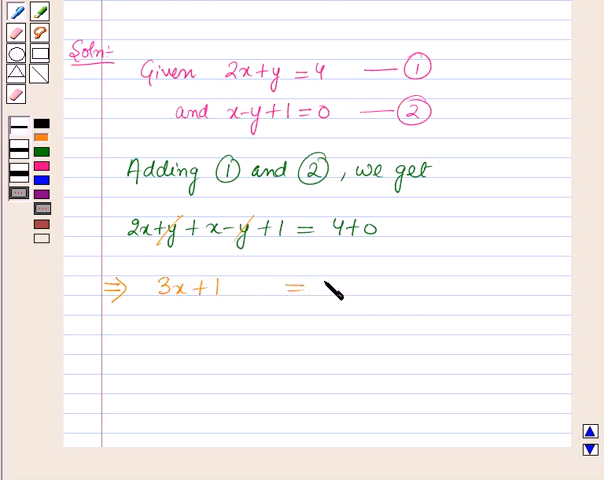 Soln:-
Given 2x+y = 4 — ①
and x-y+1 = 0 — ②
Adding ① and ②, we get
2x+y + x-y+1 = 4+0
⇒ 3x+1 =